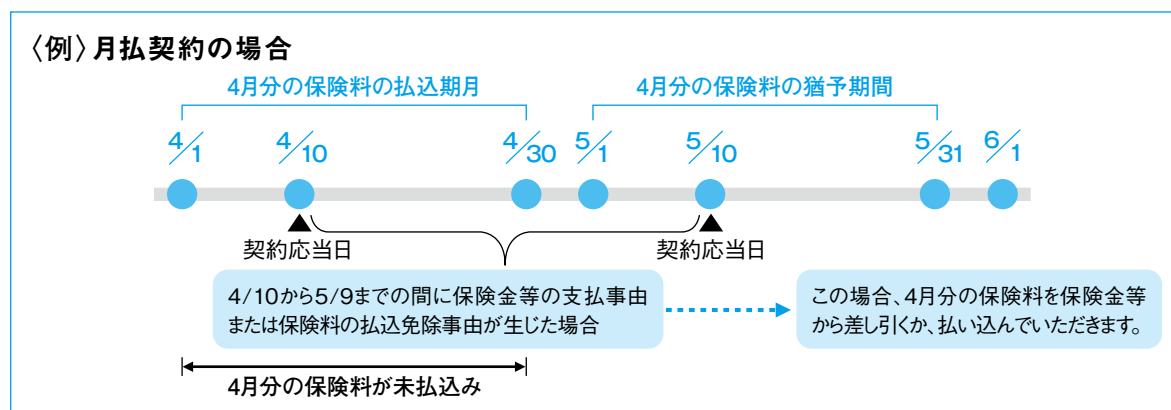 〈例〉月払契約の場合
4月分の保険料の払込期月
4月分の保険料の猶予期間
4/1
4/10
4/30
5/1
5/10
5/31
6/1
契約応当日
契約応当日
4/10から5/9までの間に保険金等の支払事由
または保険料の払込免除事由が生じた場合
この場合、4月分の保険料を保険金等
から差し引くか、払い込んでいただきます。
4月分の保険料が未払込み